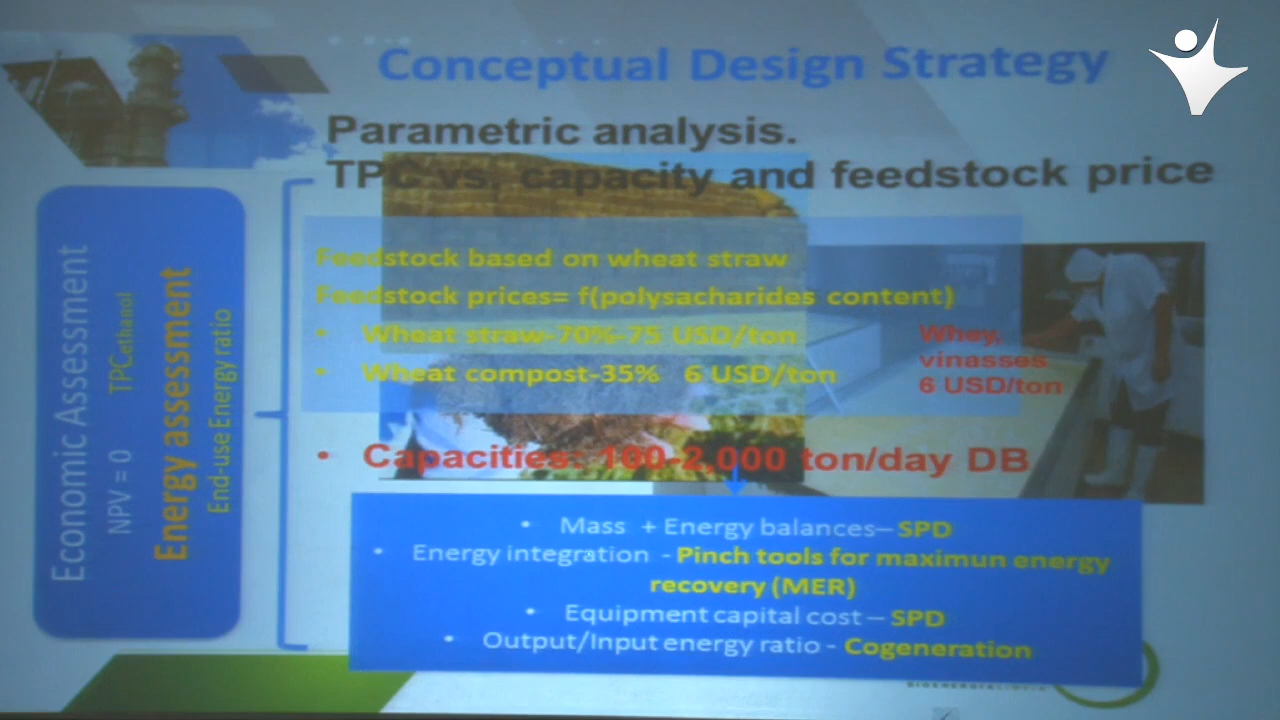 Conceptual Design Strategy
Parametric analysis.
TPC vs. capacity and feedstock price
Economic Assessment
NPV = 0 TPCethanol
Energy assessment
End-use Energy ratio
Feedstock based on wheat straw
Feedstock prices= f(polysacharides content)
• Wheat straw-70%-75 USD/ton
• Wheat compost-35% 6 USD/ton
Whey,
vinasses
6 USD/ton
• Capacities: 100-2,000 ton/day DB
• Mass + Energy balances– SPD
• Energy integration - Pinch tools for maximun energy
recovery (MER)
• Equipment capital cost – SPD
• Output/Input energy ratio - Cogeneration